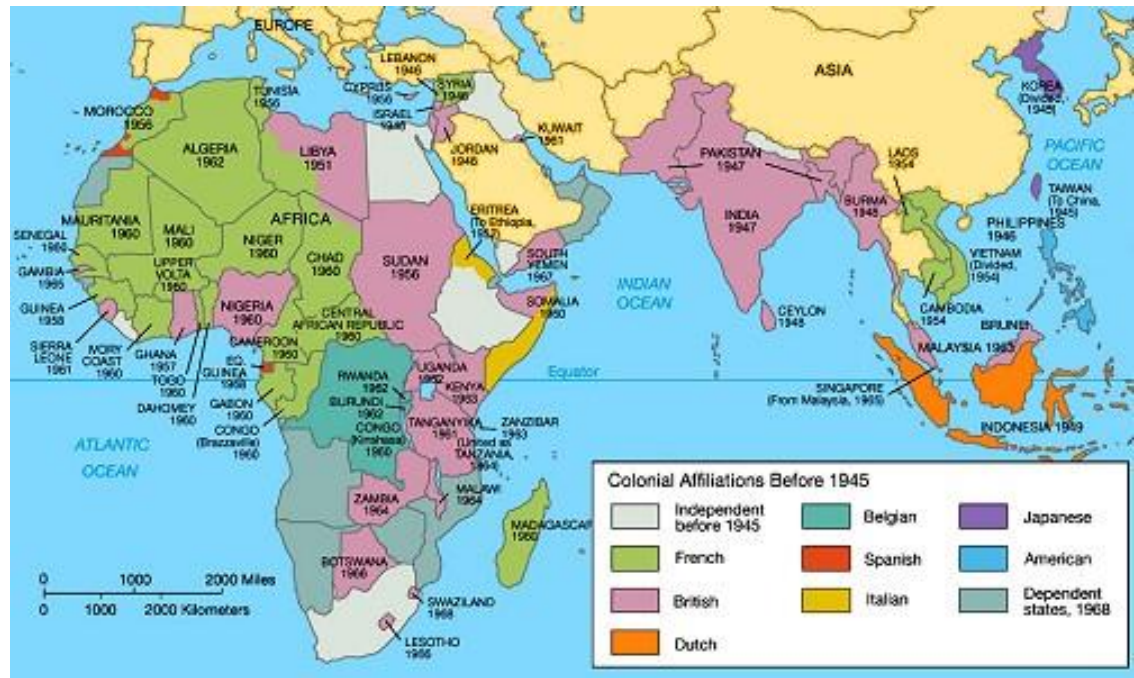 EUROPE
ASIA
LEBANON
1946
CYPRUS
1956
SYRIA
1946
ISRAEL
1948
TUNISIA
1956
MOROCCO
1956
ALGERIA
1962
LIBYA
1951
JORDAN
1946
KUWAIT
1961
KOREA
(Divided,
1945)
PACIFIC
OCEAN
TAIWAN
(To China,
1945)
PHILIPPINES
1946
LAOS
1954
PAKISTAN
1947
INDIA
1947
BURMA
1948
VIETNAM
(Divided,
1954)
CAMBODIA
1954
MAURITANIA
1960
MALI
1960
NIGER
1960
AFRICA
CHAD
1960
SUDAN
1956
ERITREA
(To Ethiopia,
1952)
SOUTH
YEMEN
1967
SOMALIA
1960
INDIAN
OCEAN
CEYLON
1948
SENEGAL
1960
GAMBIA
1965
GUINEA
1958
SIERRA
LEONE
1961
IVORY
COAST
1960
UPPER
VOLTA
1960
GHANA
1957
TOGO
1960
DAHOMEY
1960
NIGERIA
1960
CENTRAL
AFRICAN REPUBLIC
1960
CAMEROON
1960
EQ.
GUINEA
1968
GABON
1960
CONGO
(Brazzaville)
1960
RWANDA
1962
BURUNDI
1962
CONGO
(Kinshasa)
1960
UGANDA
1962
KENYA
1963
TANGANYIKA
1961
(United as
TANZANIA,
1964)
ZANZIBAR
1963
Equator
BRUNEI
MALAYSIA 1963
SINGAPORE
(From Malaysia, 1965)
INDONESIA 1949
ATLANTIC
OCEAN
ZAMBIA
1964
MALAWI
1964
MADAGASCAR
1960
BOTSWANA
1966
SWAZILAND
1968
LESOTHO
1966
0 1000 2000 Miles
0 1000 2000 Kilometers
Colonial Affiliations Before 1945
Independent
before 1945
French
British
Dutch
Belgian
Spanish
Italian
Japanese
American
Dependent
states, 1968